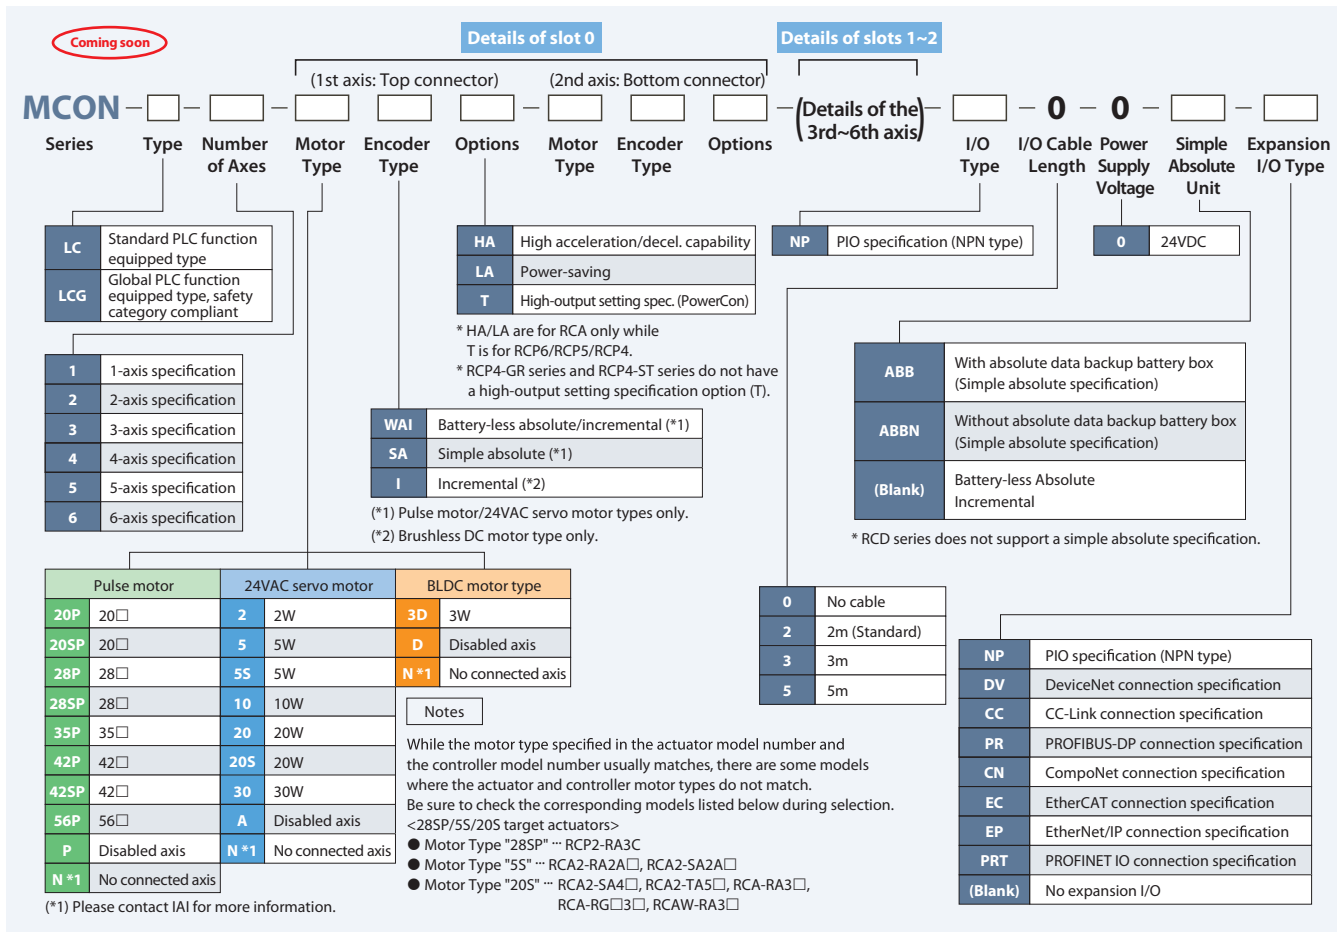 Coming soon
Details of slot 0
Details of slots 1~2
(1st axis: Top connector)
(2nd axis: Bottom connector)
MCON – □ – □ □ □ □ – □ □ □ – (Details of the 3rd~6th axis) – □ – 0 – 0 – □ – □
Series
Type
Number of Axes
Motor Type
Encoder Type
Options
Motor Type
Encoder Type
Options
I/O Type
I/O Cable Length
Power Supply Voltage
Simple Absolute Unit
Expansion I/O Type
LC Standard PLC function
equipped type
LCG Global PLC function
equipped type, safety
category compliant
1 1-axis specification
2 2-axis specification
3 3-axis specification
4 4-axis specification
5 5-axis specification
6 6-axis specification
HA High acceleration/decel. capability
LA Power-saving
T High-output setting spec. (PowerCon)
* HA/LA are for RCA only while
T is for RCP6/RCP5/RCP4.
* RCP4-GR series and RCP4-ST series do not have
a high-output setting specification option (T).
WAI Battery-less absolute/incremental (*1)
SA Simple absolute (*1)
I Incremental (*2)
(*1) Pulse motor/24VAC servo motor types only.
(*2) Brushless DC motor type only.
NP PIO specification (NPN type)
0 24VDC
ABB With absolute data backup battery box
(Simple absolute specification)
ABBN Without absolute data backup battery box
(Simple absolute specification)
(Blank) Battery-less Absolute
Incremental
* RCD series does not support a simple absolute specification.
Pulse motor
20P 20□
20SP 20□
28P 28□
28SP 28□
35P 35□
42P 42□
42SP 42□
56P 56□
P Disabled axis
N *1 No connected axis
24VAC servo motor
2 2W
5 5W
5S 5W
10 10W
20 20W
20S 20W
30 30W
A Disabled axis
N *1 No connected axis
BLDC motor type
3D 3W
D Disabled axis
N *1 No connected axis
(*1) Please contact IAI for more information.
Notes
While the motor type specified in the actuator model number and
the controller model number usually matches, there are some models
where the actuator and controller motor types do not match.
Be sure to check the corresponding models listed below during selection.
<28SP/5S/20S target actuators>
● Motor Type "28SP" ··· RCP2-RA3C
● Motor Type "5S" ··· RCA2-RA2A□, RCA2-SA2A□
● Motor Type "20S" ··· RCA2-SA4□, RCA2-TA5□, RCA-RA3□,
RCA-RG□3□, RCAW-RA3□
0 No cable
2 2m (Standard)
3 3m
5 5m
NP PIO specification (NPN type)
DV DeviceNet connection specification
CC CC-Link connection specification
PR PROFIBUS-DP connection specification
CN CompoNet connection specification
EC EtherCAT connection specification
EP EtherNet/IP connection specification
PRT PROFINET IO connection specification
(Blank) No expansion I/O